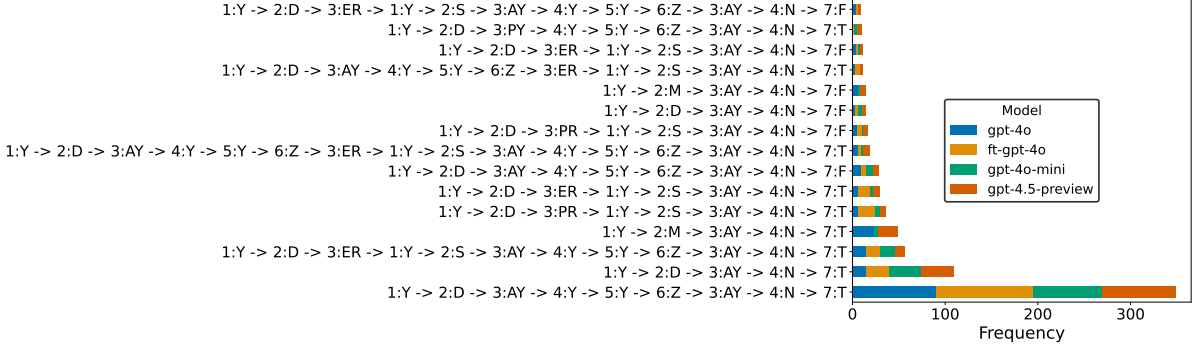 1:Y -> 2:D -> 3:ER -> 1:Y -> 2:S -> 3:AY -> 4:Y -> 5:Y -> 6:Z -> 3:AY -> 4:N -> 7:F
1:Y -> 2:D -> 3:PY -> 4:Y -> 5:Y -> 6:Z -> 3:AY -> 4:N -> 7:T
1:Y -> 2:D -> 3:ER -> 1:Y -> 2:S -> 3:AY -> 4:N -> 7:F
1:Y -> 2:D -> 3:AY -> 4:Y -> 5:Y -> 6:Z -> 3:ER -> 1:Y -> 2:S -> 3:AY -> 4:N -> 7:T
1:Y -> 2:M -> 3:AY -> 4:N -> 7:F
1:Y -> 2:D -> 3:AY -> 4:N -> 7:F
1:Y -> 2:D -> 3:PR -> 1:Y -> 2:S -> 3:AY -> 4:N -> 7:F
1:Y -> 2:D -> 3:AY -> 4:Y -> 5:Y -> 6:Z -> 3:ER -> 1:Y -> 2:S -> 3:AY -> 4:Y -> 5:Y -> 6:Z -> 3:AY -> 4:N -> 7:T
1:Y -> 2:D -> 3:AY -> 4:Y -> 5:Y -> 6:Z -> 3:AY -> 4:N -> 7:F
1:Y -> 2:D -> 3:ER -> 1:Y -> 2:S -> 3:AY -> 4:N -> 7:T
1:Y -> 2:D -> 3:PR -> 1:Y -> 2:S -> 3:AY -> 4:N -> 7:T
1:Y -> 2:M -> 3:AY -> 4:N -> 7:T
1:Y -> 2:D -> 3:ER -> 1:Y -> 2:S -> 3:AY -> 4:Y -> 5:Y -> 6:Z -> 3:AY -> 4:N -> 7:T
1:Y -> 2:D -> 3:AY -> 4:N -> 7:T
1:Y -> 2:D -> 3:AY -> 4:Y -> 5:Y -> 6:Z -> 3:AY -> 4:N -> 7:T
Model
gpt-4o
ft-gpt-4o
gpt-4o-mini
gpt-4.5-preview
0 100 200 300
Frequency